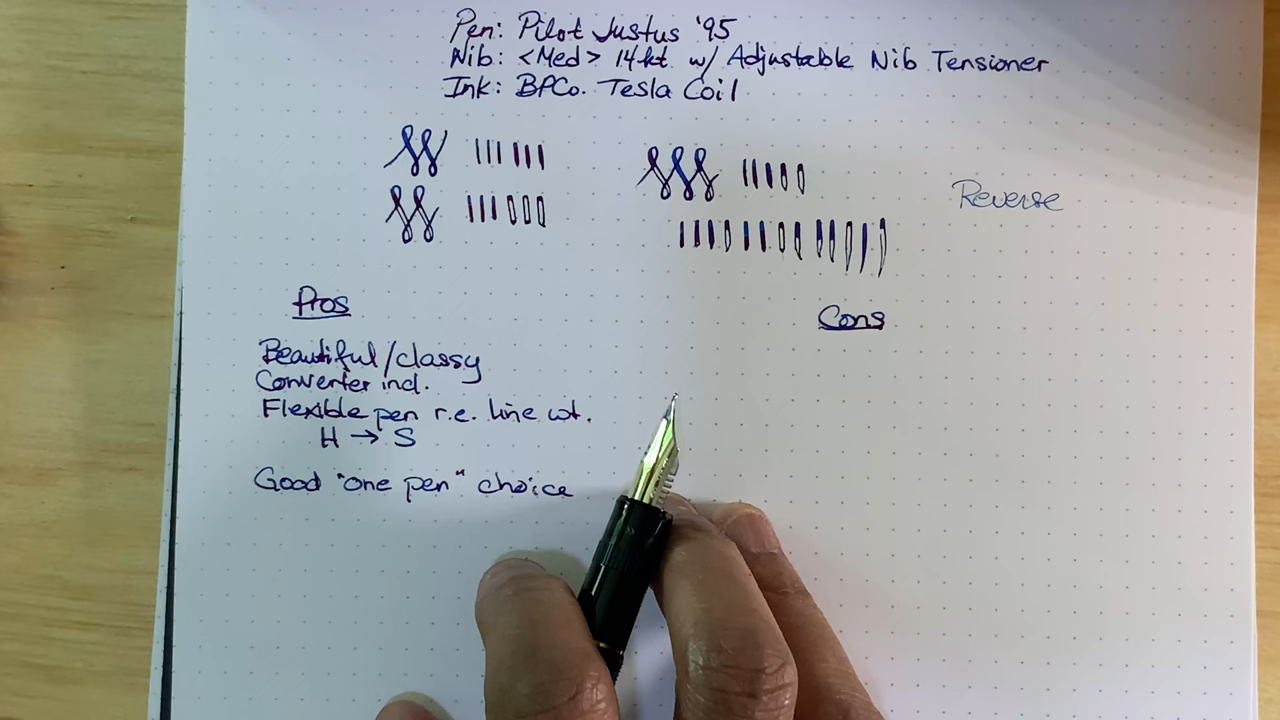 Pen: Pilot Justus '95
Nib: <Med> 14kt w/ Adjustable Nib Tensioner
Ink: BPCo. Tesla Coil
Reverse
Pros
Beautiful/classy
Converter incl.
Flexible pen r.e. line wt.
H → S
Good "one pen" choice
Cons